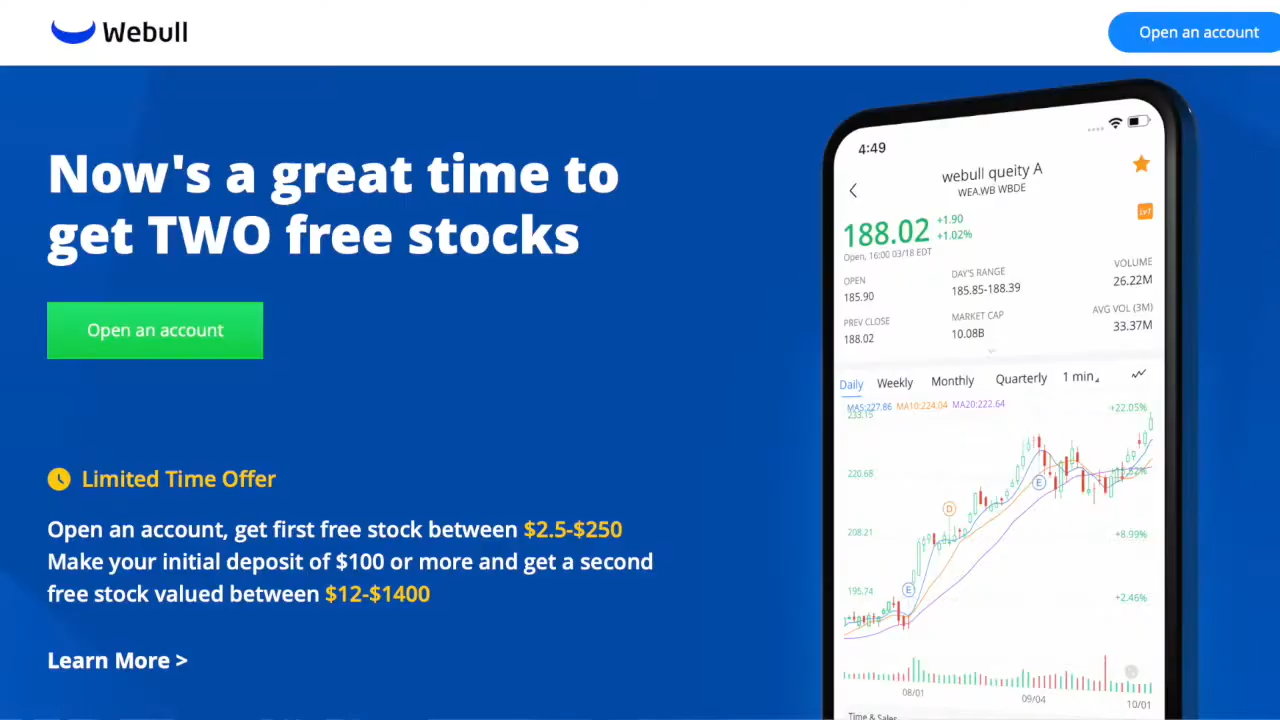 Webull
Open an account
Now's a great time to
get TWO free stocks
Open an account
Limited Time Offer
Open an account, get first free stock between $2.5-$250
Make your initial deposit of $100 or more and get a second
free stock valued between $12-$1400
Learn More >
4:49
webull queity A
WEA.WB WBDE
188.02 +1.90
+1.02%
Open, 16:00 03/18 EDT
OPEN DAY'S RANGE VOLUME
185.90 185.85-188.39 26.22M
PREV CLOSE MARKET CAP AVG VOL (3M)
188.02 10.08B 33.37M
Daily Weekly Monthly Quarterly 1 min
MA5:227.86 MA10:224.04 MA20:222.64
233.15 +22.05%
220.68
D
E
E
208.21 +8.99%
195.74 +2.46%
08/01 09/04 10/01
Time & Sales